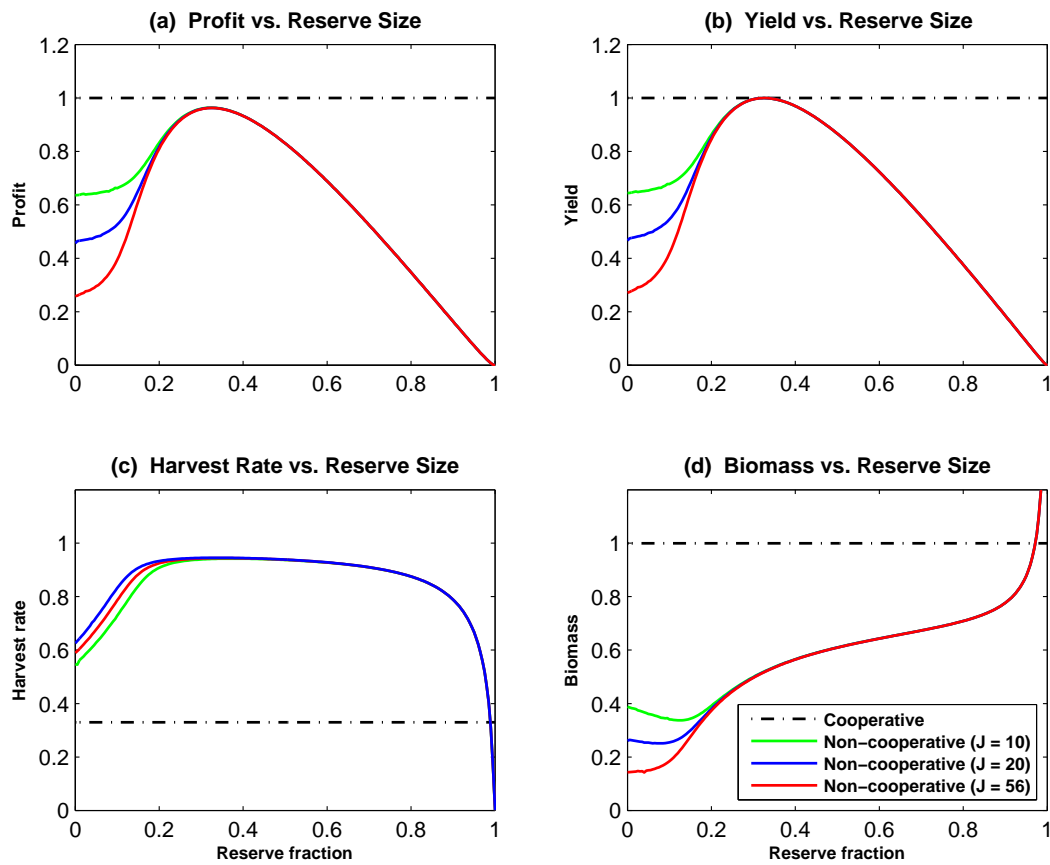 (a) Profit vs. Reserve Size
1.2
1
0.8
0.6
0.4
0.2
0
Profit
0 0.2 0.4 0.6 0.8 1
(b) Yield vs. Reserve Size
1.2
1
0.8
0.6
0.4
0.2
0
Yield
0 0.2 0.4 0.6 0.8 1
(c) Harvest Rate vs. Reserve Size
1
0.8
0.6
0.4
0.2
0
Harvest rate
0 0.2 0.4 0.6 0.8 1
Reserve fraction
(d) Biomass vs. Reserve Size
1
0.8
0.6
0.4
0.2
0
Biomass
Cooperative
Non-cooperative (J = 10)
Non-cooperative (J = 20)
Non-cooperative (J = 56)
0 0.2 0.4 0.6 0.8 1
Reserve fraction